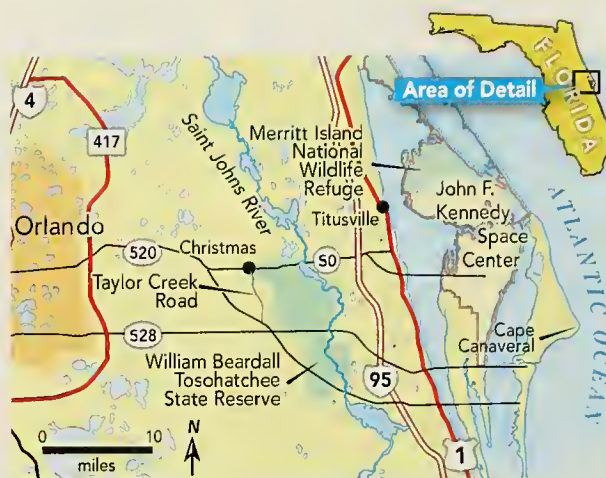 FLORIDA
Area of Detail
4
417
Orlando
Saint Johns River
Merritt Island
National
Wildlife
Refuge
Titusville
John F.
Kennedy
Space
Center
ATLANTIC OCEAN
520
Christmas
50
Taylor Creek
Road
528
Cape
Canaveral
William Beardall
Tosohatchee
State Reserve
95
1
0 10
miles
N